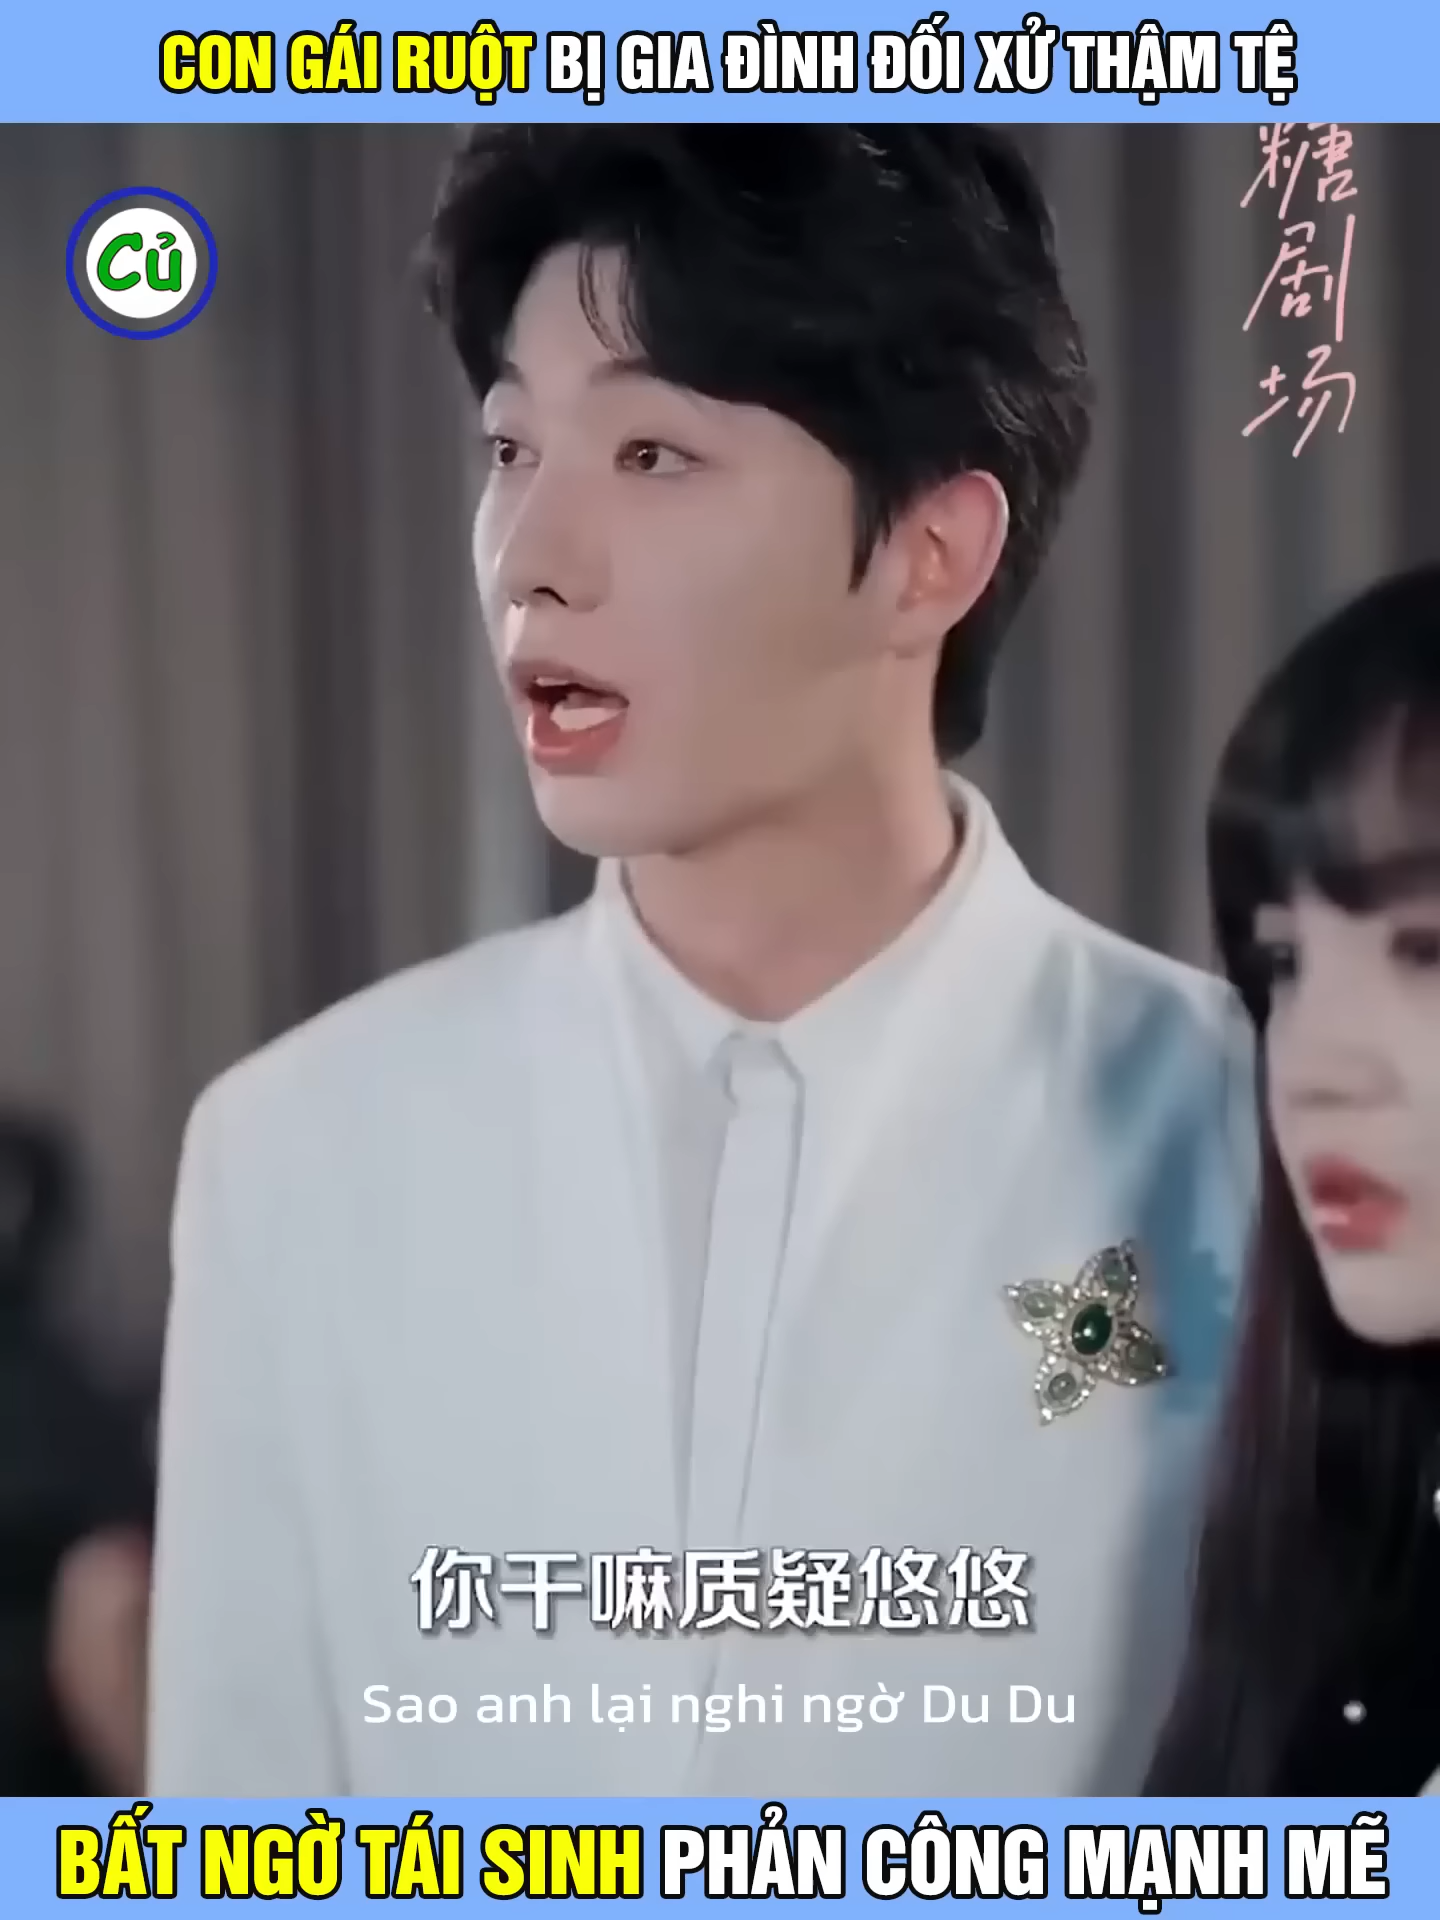 CON GÁI RUỘT BỊ GIA ĐÌNH ĐỐI XỬ THẬM TỆ
Củ
糖剧场
你干嘛质疑悠悠
Sao anh lại nghi ngờ Du Du
BẤT NGỜ TÁI SINH PHẢN CÔNG MẠNH MẼ